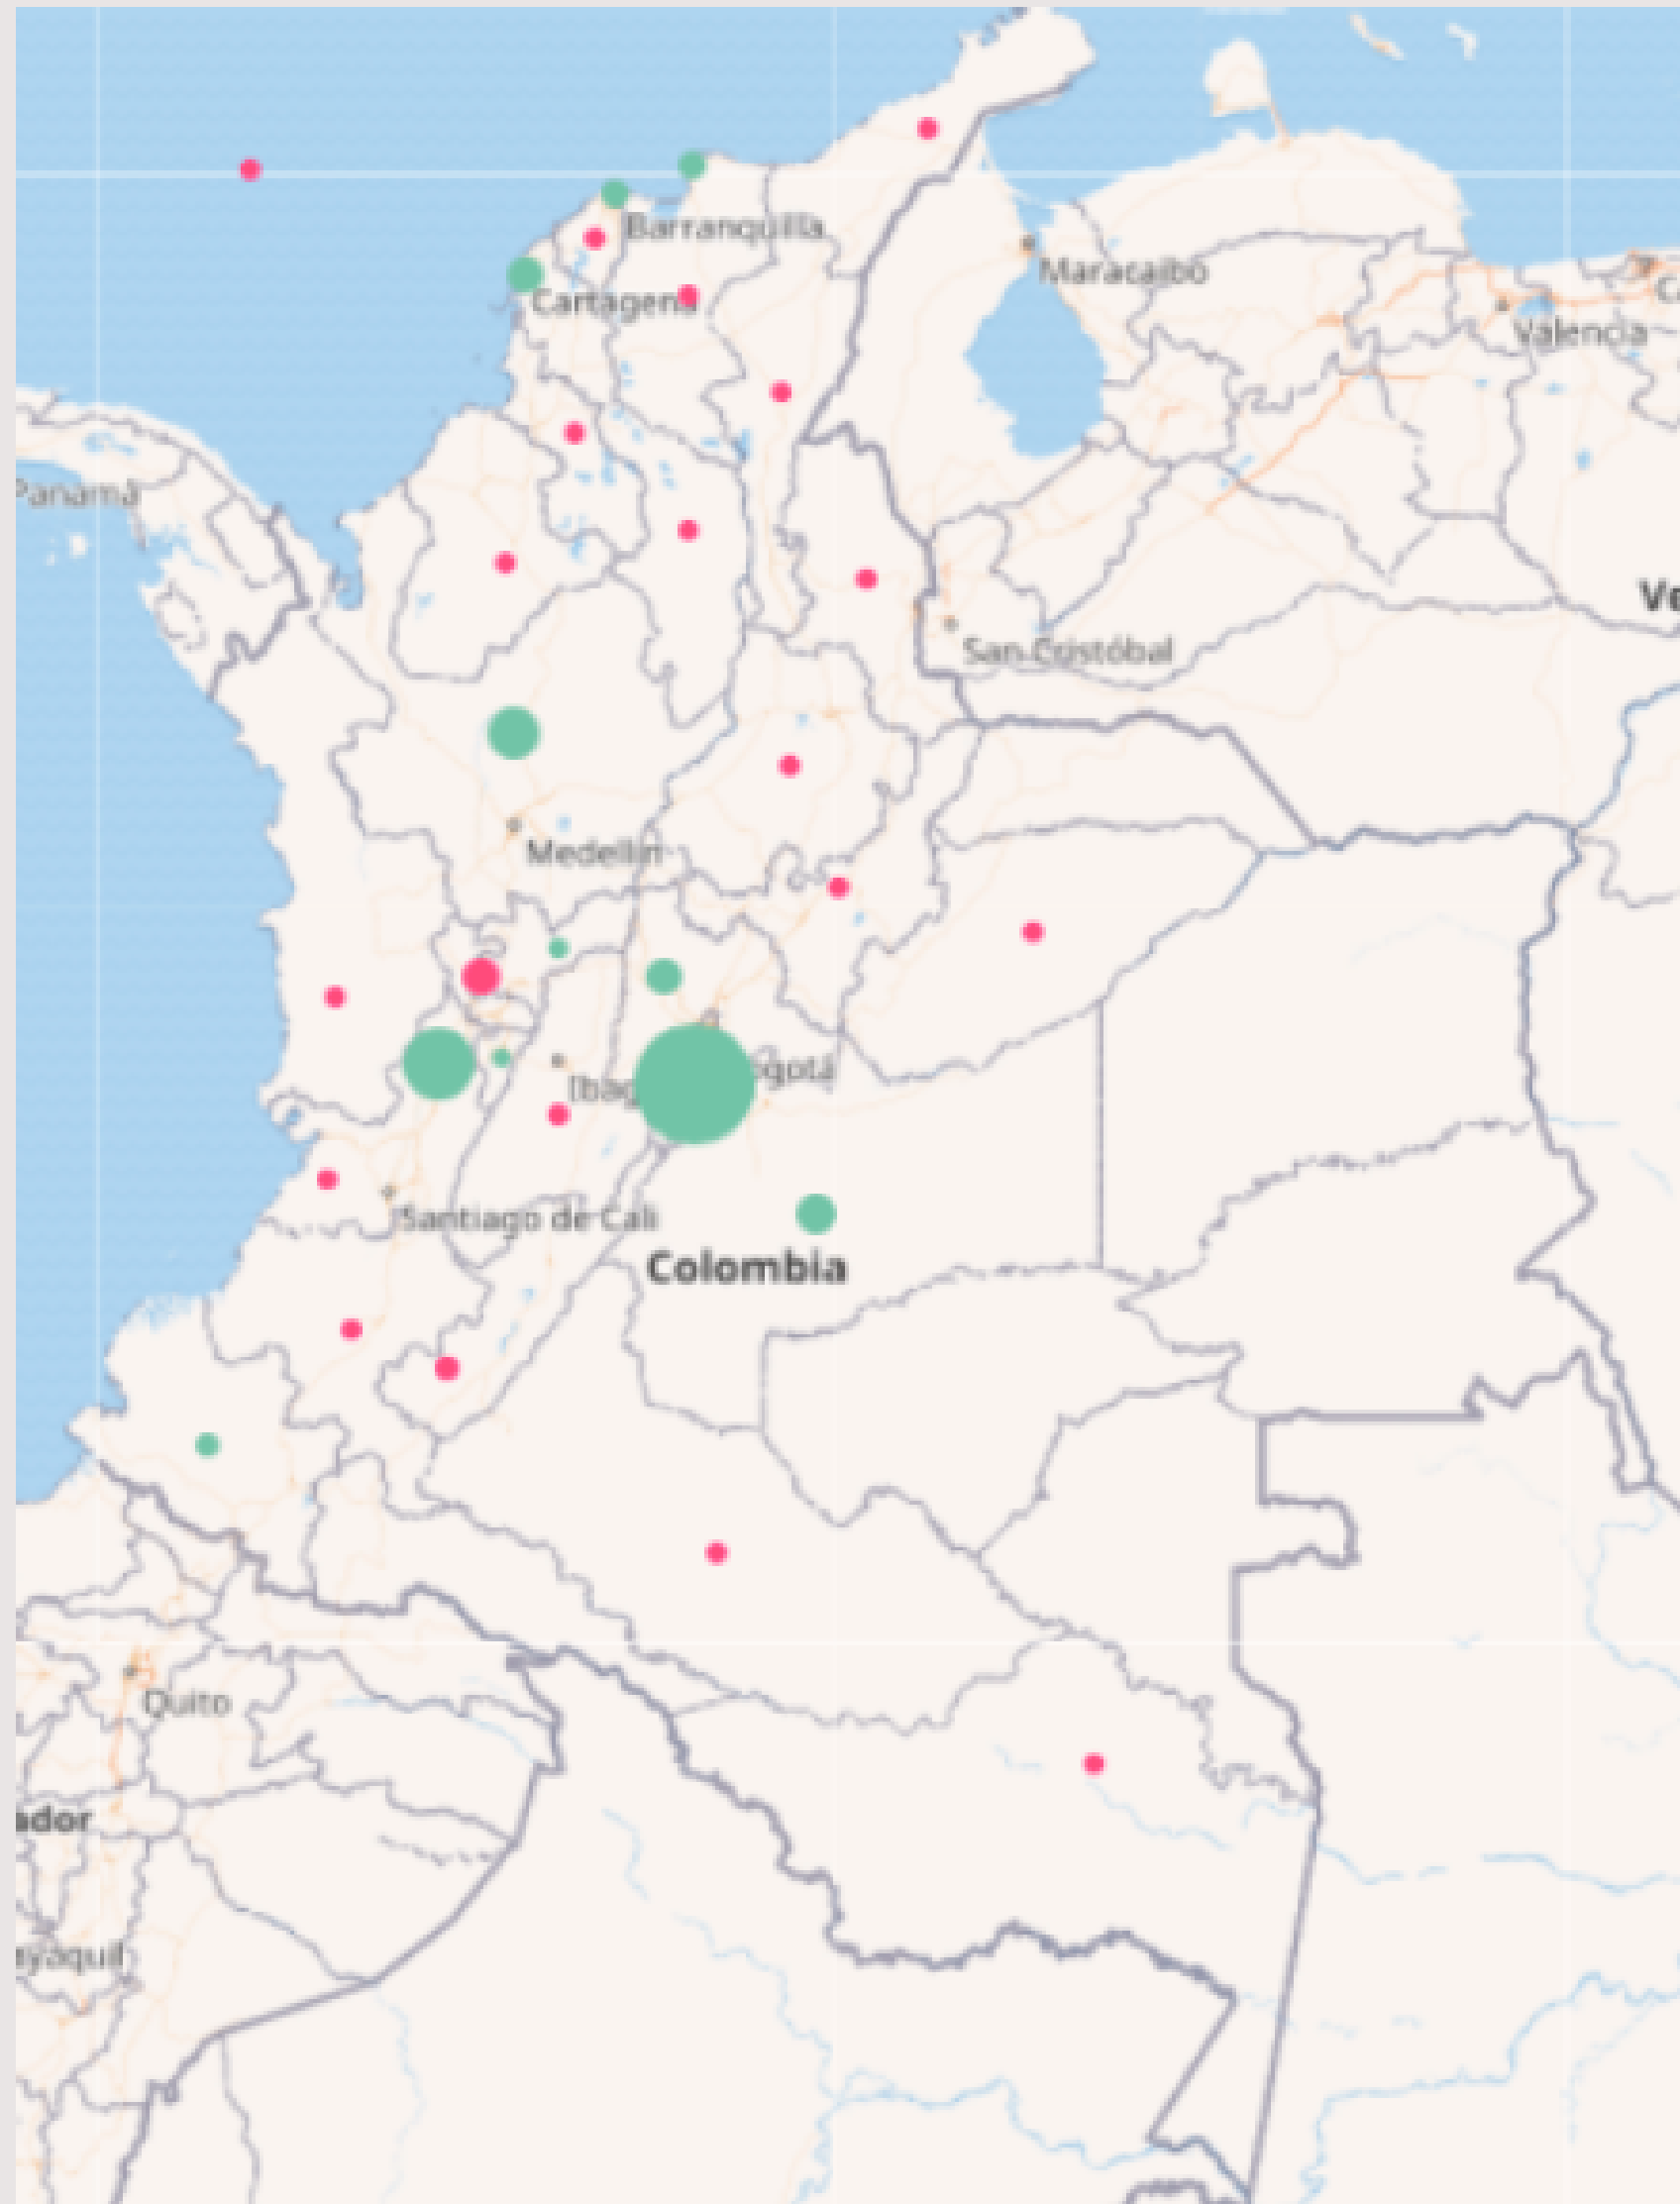 Barranquilla
Maracaibo
Cartagena
Valencia
Panamá
San Cristóbal
Medellín
Santiago de Cali
Colombia
Quito